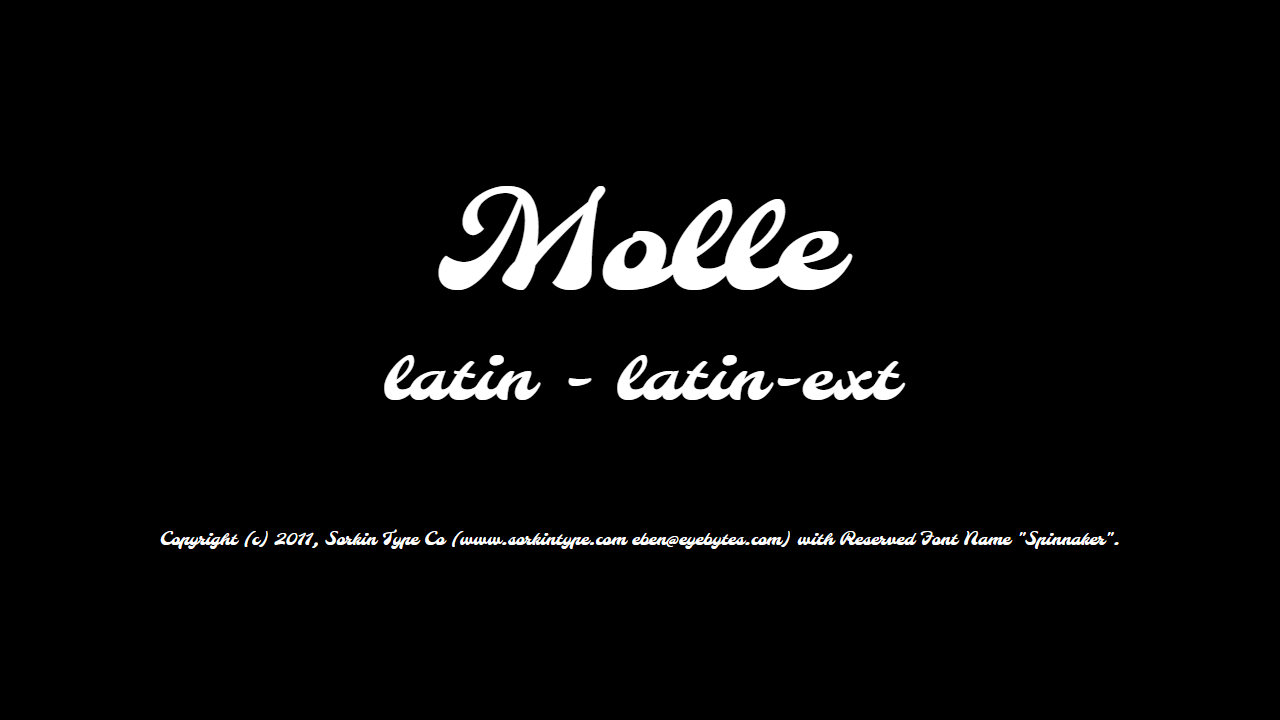 Molle
latin - latin-ext
Copyright (c) 2011, Sorkin Type Co (www.sorkintype.com eben@eyebytes.com) with Reserved Font Name "Spinnaker".